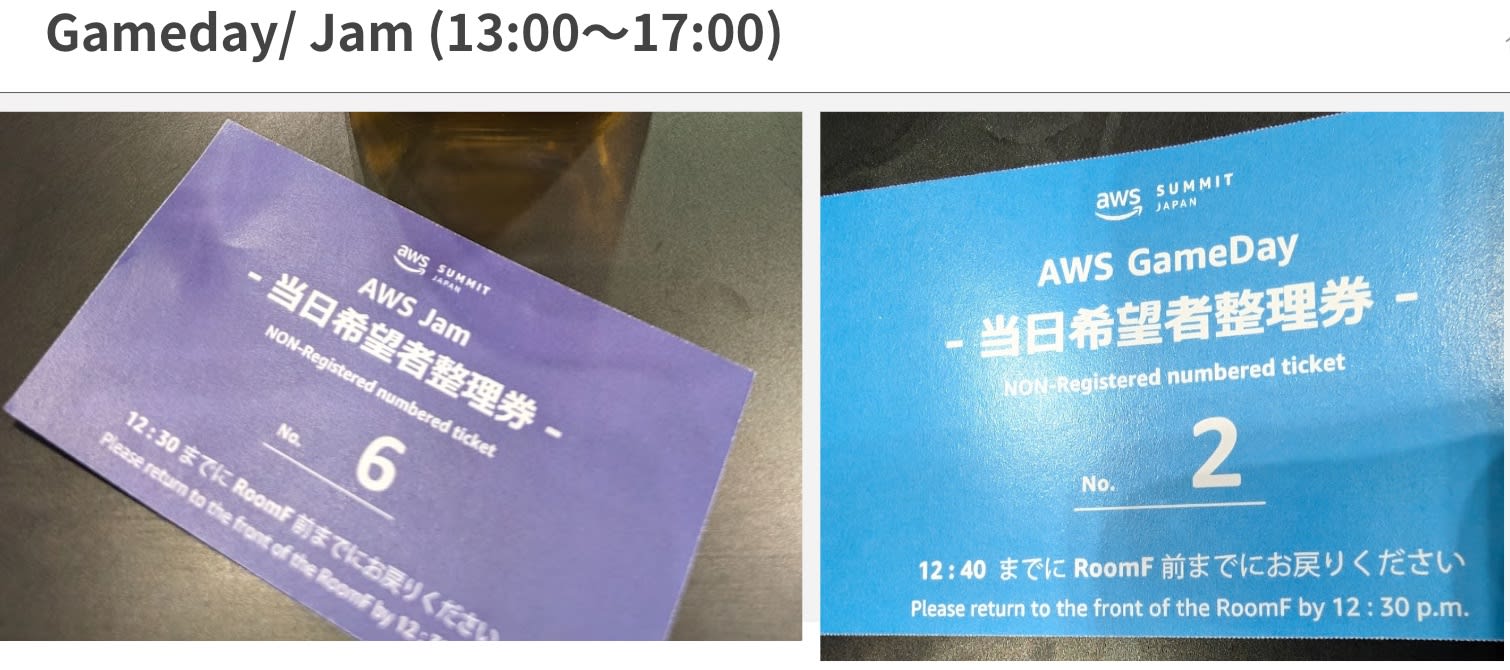 Gameday/ Jam (13:00〜17:00)
aws SUMMIT
JAPAN
AWS Jam
- 当日希望者整理券 -
NON-Registered numbered ticket
No. 6
12 : 30 までに RoomF 前までにお戻りください
Please return to the front of the RoomF by 12 :
aws SUMMIT
JAPAN
AWS GameDay
- 当日希望者整理券 -
NON-Registered numbered ticket
No. 2
12 : 40 までに RoomF 前までにお戻りください
Please return to the front of the RoomF by 12 : 30 p.m.